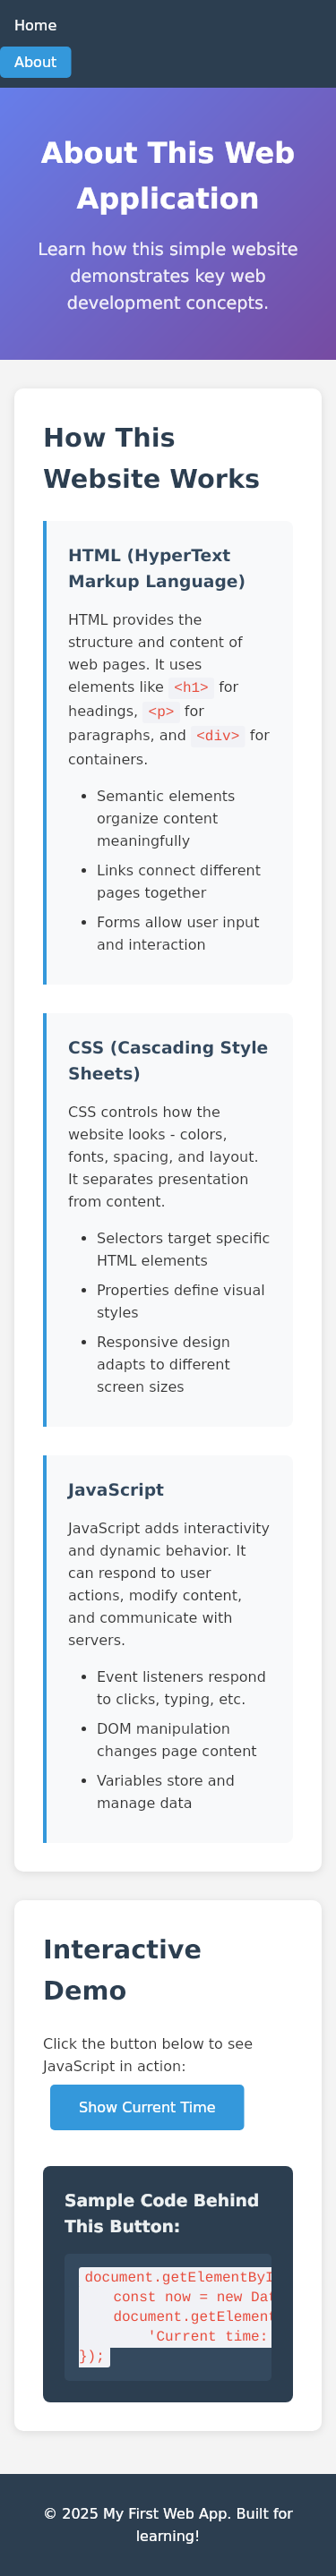 Home
About
About This Web
Application
Learn how this simple website
demonstrates key web
development concepts.
How This
Website Works
HTML (HyperText
Markup Language)
HTML provides the
structure and content of
web pages. It uses
elements like <h1> for
headings, <p> for
paragraphs, and <div> for
containers.
• Semantic elements
organize content
meaningfully
• Links connect different
pages together
• Forms allow user input
and interaction
CSS (Cascading Style
Sheets)
CSS controls how the
website looks - colors,
fonts, spacing, and layout.
It separates presentation
from content.
• Selectors target specific
HTML elements
• Properties define visual
styles
• Responsive design
adapts to different
screen sizes
JavaScript
JavaScript adds interactivity
and dynamic behavior. It
can respond to user
actions, modify content,
and communicate with
servers.
• Event listeners respond
to clicks, typing, etc.
• DOM manipulation
changes page content
• Variables store and
manage data
Interactive
Demo
Click the button below to see
JavaScript in action:
Show Current Time
Sample Code Behind
This Button:
document.getElementByI
const now = new Dat
document.getElement
'Current time:
});
© 2025 My First Web App. Built for
learning!